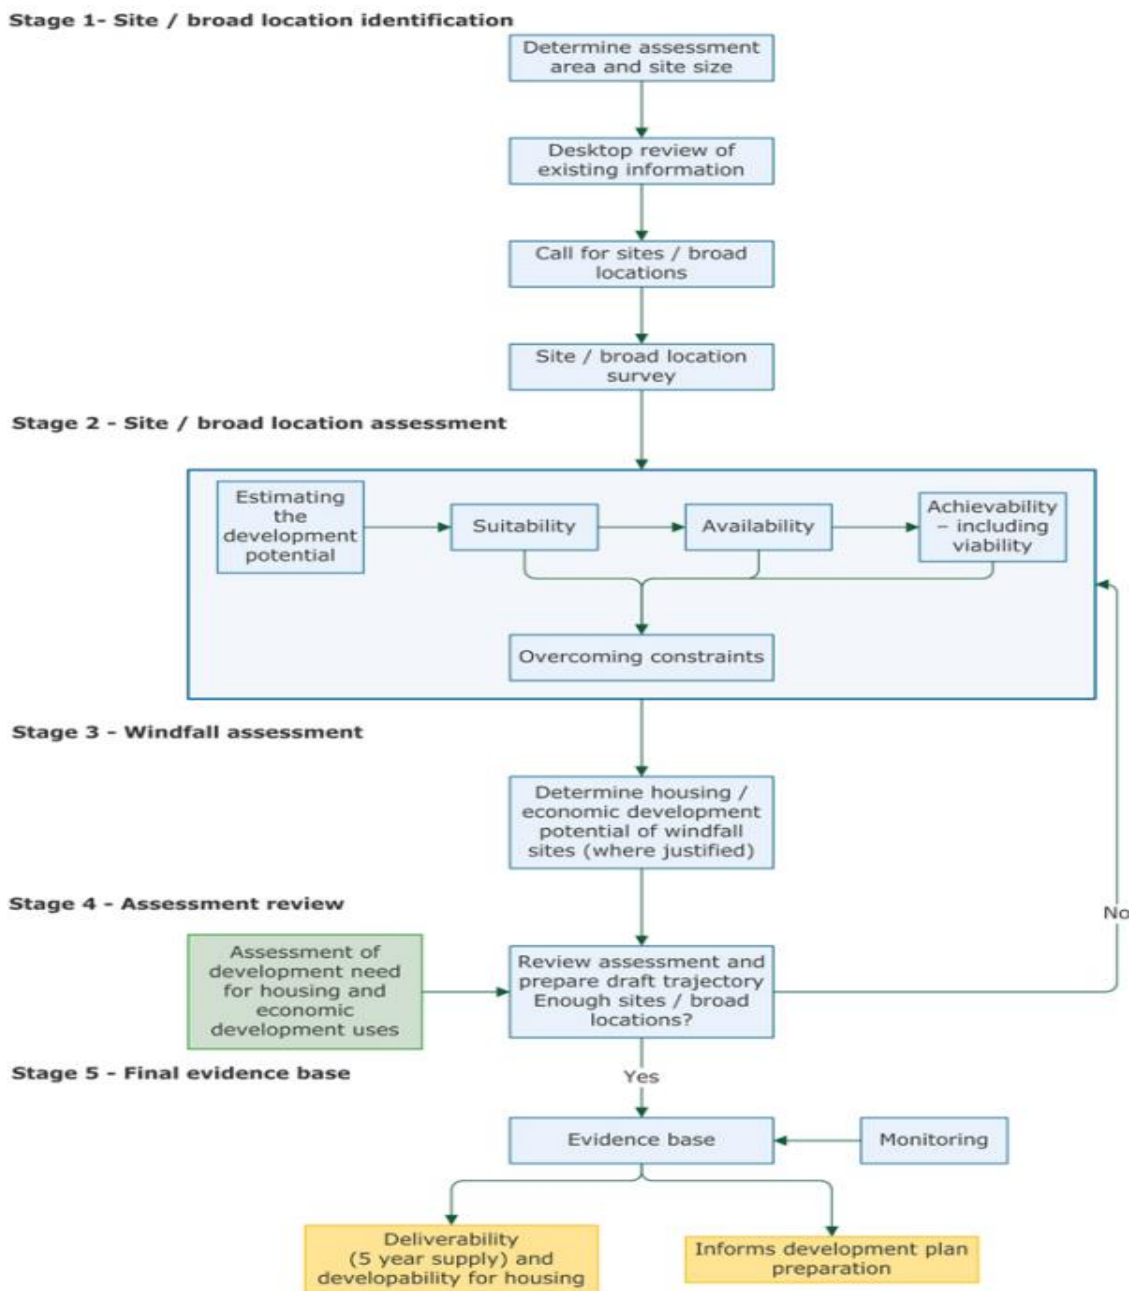 Stage 1- Site / broad location identification
Determine assessment
area and site size
Desktop review of
existing information
Call for sites / broad
locations
Site / broad location
survey
Stage 2 - Site / broad location assessment
Estimating
the
development
potential
Suitability
Availability
Achievability
– including
viability
Overcoming constraints
Stage 3 - Windfall assessment
Determine housing /
economic development
potential of windfall
sites (where justified)
Stage 4 - Assessment review
No
Assessment of
development need
for housing and
economic
development uses
Review assessment and
prepare draft trajectory
Enough sites / broad
locations?
Stage 5 - Final evidence base
Yes
Evidence base
Monitoring
Deliverability
(5 year supply) and
developability for housing
Informs development plan
preparation